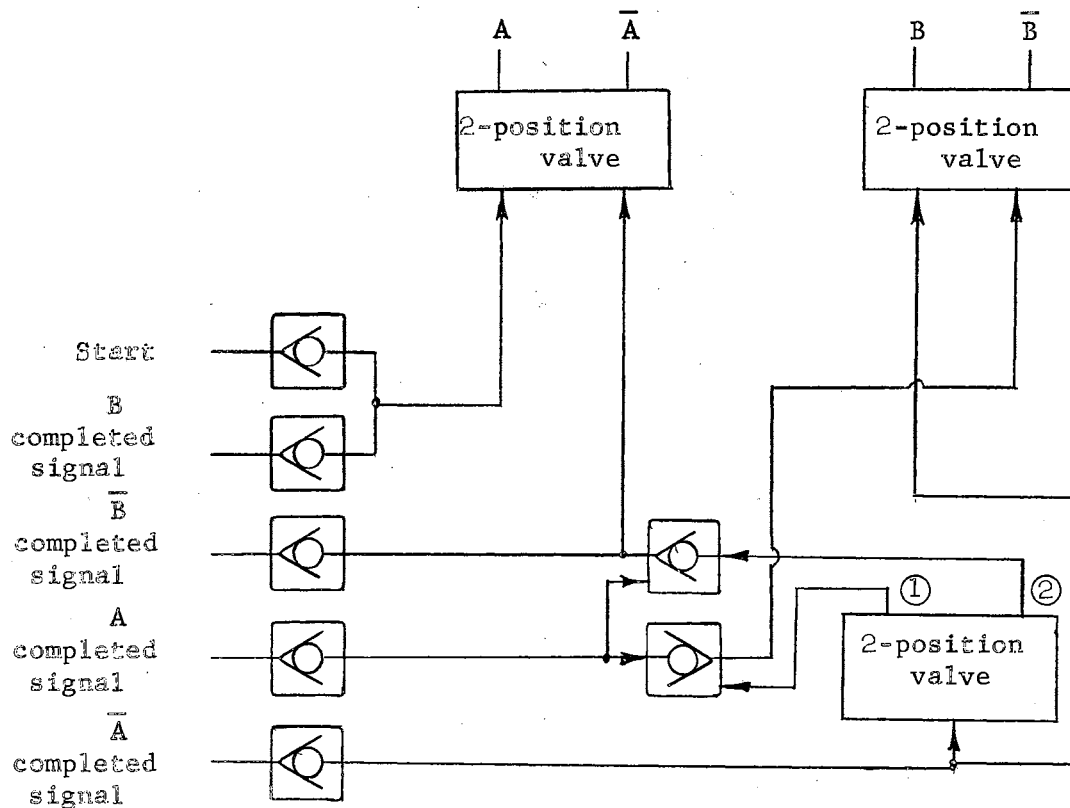 A
A̅
B
B̅
2-position
valve
2-position
valve
Start
B
completed
signal
B̅
completed
signal
①
②
A
completed
signal
2-position
valve
A̅
completed
signal